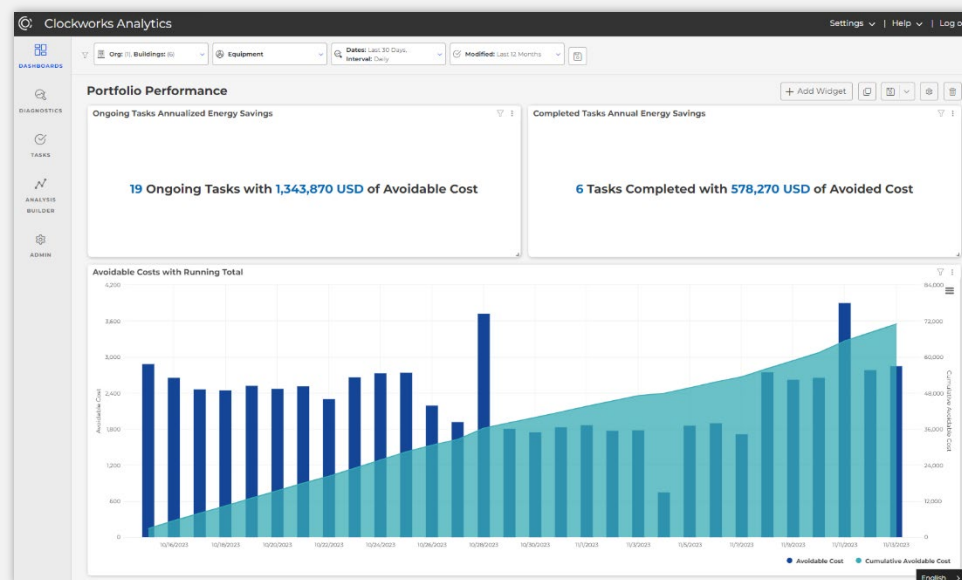 Clockworks Analytics
Settings | Help | Log o
DASHBOARDS
DIAGNOSTICS
TASKS
ANALYSIS
BUILDER
ADMIN
Org: (1), Buildings: (6)
Equipment
Dates: Last 30 Days,
Interval: Daily
Modified: Last 12 Months
Portfolio Performance
+ Add Widget
Ongoing Tasks Annualized Energy Savings
19 Ongoing Tasks with 1,343,870 USD of Avoidable Cost
Completed Tasks Annual Energy Savings
6 Tasks Completed with 578,270 USD of Avoided Cost
Avoidable Costs with Running Total
4,200
3,600
3,000
2,400
1,800
1,200
600
0
Avoidable Cost
84,000
72,000
60,000
48,000
36,000
24,000
12,000
0
Cumulative Avoidable Cost
10/16/2023
10/18/2023
10/20/2023
10/22/2023
10/24/2023
10/26/2023
10/28/2023
10/30/2023
11/1/2023
11/3/2023
11/5/2023
11/7/2023
11/9/2023
11/11/2023
11/13/2023
Avoidable Cost
Cumulative Avoidable Cost
English